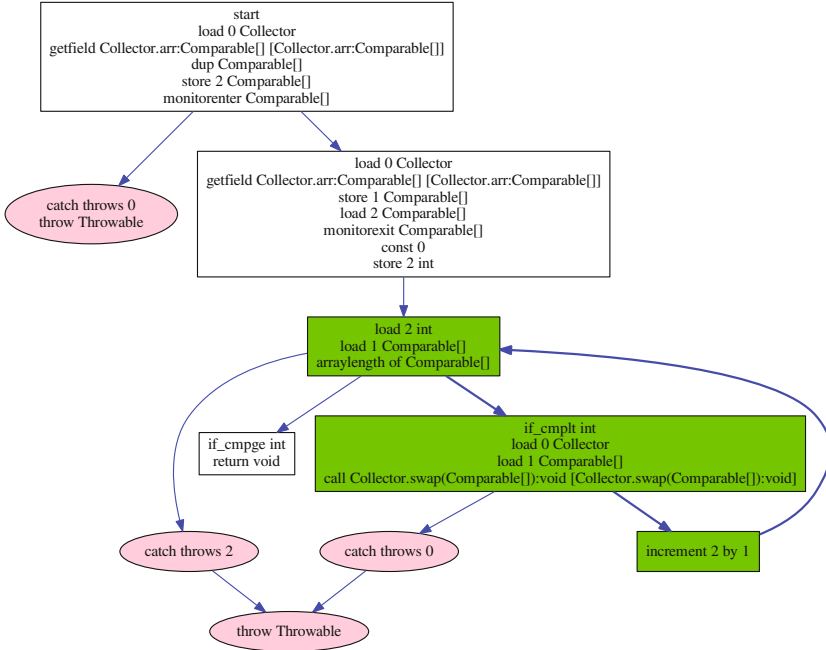 start
load 0 Collector
getfield Collector.arr:Comparable[] [Collector.arr:Comparable[]]
dup Comparable[]
store 2 Comparable[]
monitorenter Comparable[]
catch throws 0
throw Throwable
load 0 Collector
getfield Collector.arr:Comparable[] [Collector.arr:Comparable[]]
store 1 Comparable[]
load 2 Comparable[]
monitorexit Comparable[]
const 0
store 2 int
load 2 int
load 1 Comparable[]
arraylength of Comparable[]
if_cmpge int
return void
if_cmplt int
load 0 Collector
load 1 Comparable[]
call Collector.swap(Comparable[]):void [Collector.swap(Comparable[]):void]
catch throws 2
catch throws 0
increment 2 by 1
throw Throwable